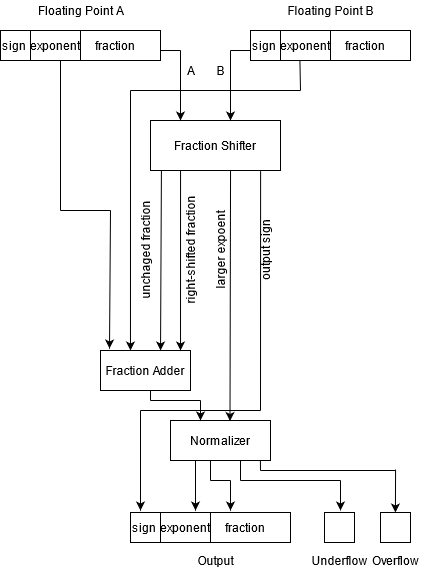 Floating Point A
Floating Point B
sign exponent fraction
sign exponent fraction
A
B
Fraction Shifter
unchaged fraction
right-shifted fraction
larger expoent
output sign
Fraction Adder
Normalizer
sign exponent fraction
Output
Underflow
Overflow